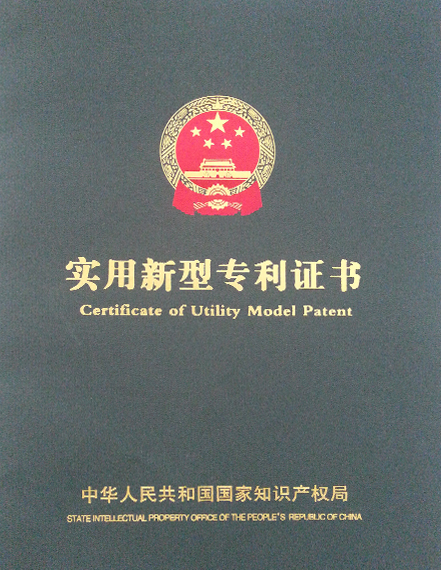 实用新型专利证书
Certificate of Utility Model Patent
中华人民共和国国家知识产权局
STATE INTELLECTUAL PROPERTY OFFICE OF THE PEOPLE'S REPUBLIC OF CHINA